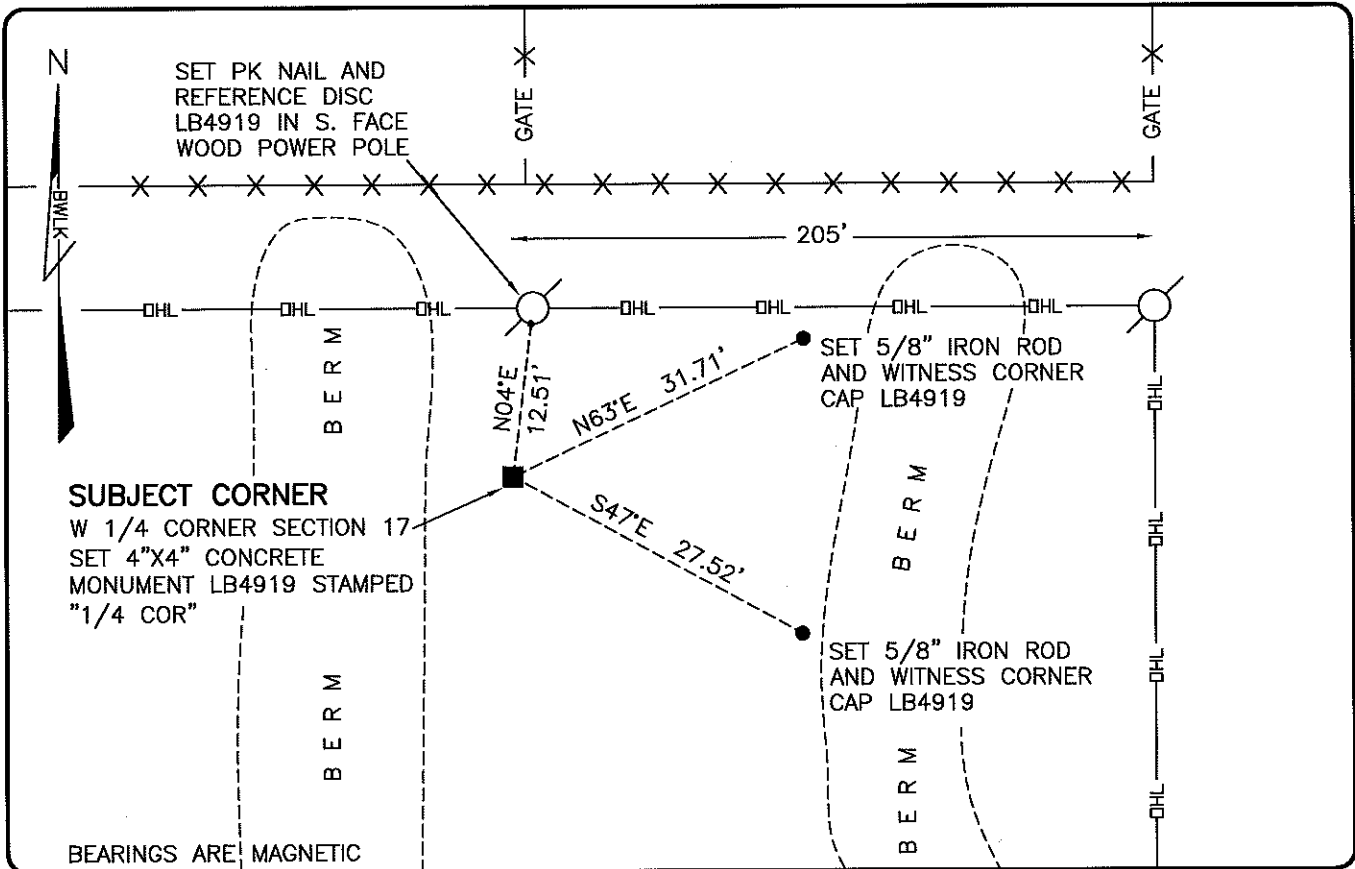 N
BWLK
SET PK NAIL AND
REFERENCE DISC
LB4919 IN S. FACE
WOOD POWER POLE
GATE
GATE
205'
OHL
OHL
OHL
OHL
OHL
OHL
OHL
BERM
N04°E
12.51'
N63°E 31.71'
SET 5/8" IRON ROD
AND WITNESS CORNER
CAP LB4919
OHL
SUBJECT CORNER
W 1/4 CORNER SECTION 17
SET 4"X4" CONCRETE
MONUMENT LB4919 STAMPED
"1/4 COR"
S47°E 27.52'
BERM
OHL
SET 5/8" IRON ROD
AND WITNESS CORNER
CAP LB4919
OHL
BERM
BERM
OHL
BEARINGS ARE MAGNETIC